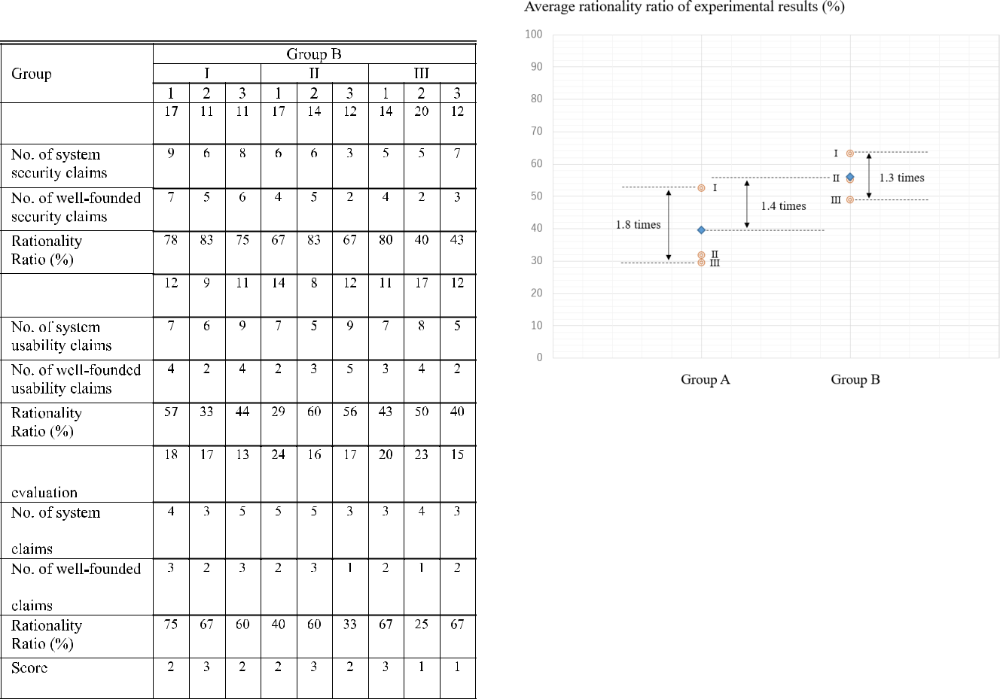 Group
Group B
I II III
1 2 3 1 2 3 1 2 3
17 11 11 17 14 12 14 20 12
No. of system
security claims
9 6 8 6 6 3 5 5 7
No. of well-founded
security claims
7 5 6 4 5 2 4 2 3
Rationality
Ratio (%)
78 83 75 67 83 67 80 40 43
12 9 11 14 8 12 11 17 12
No. of system
usability claims
7 6 9 7 5 9 7 8 5
No. of well-founded
usability claims
4 2 4 2 3 5 3 4 2
Rationality
Ratio (%)
57 33 44 29 60 56 43 50 40
18 17 13 24 16 17 20 23 15
evaluation
No. of system
claims
4 3 5 5 5 3 3 4 3
No. of well-founded
claims
3 2 3 2 3 1 2 1 2
Rationality
Ratio (%)
75 67 60 40 60 33 67 25 67
Score
2 3 2 2 3 2 3 1 1
Average rationality ratio of experimental results (%)
100
90
80
70
60
50
40
30
20
10
0
I
II
III
1.8 times
1.4 times
I
II
III
1.3 times
Group A
Group B